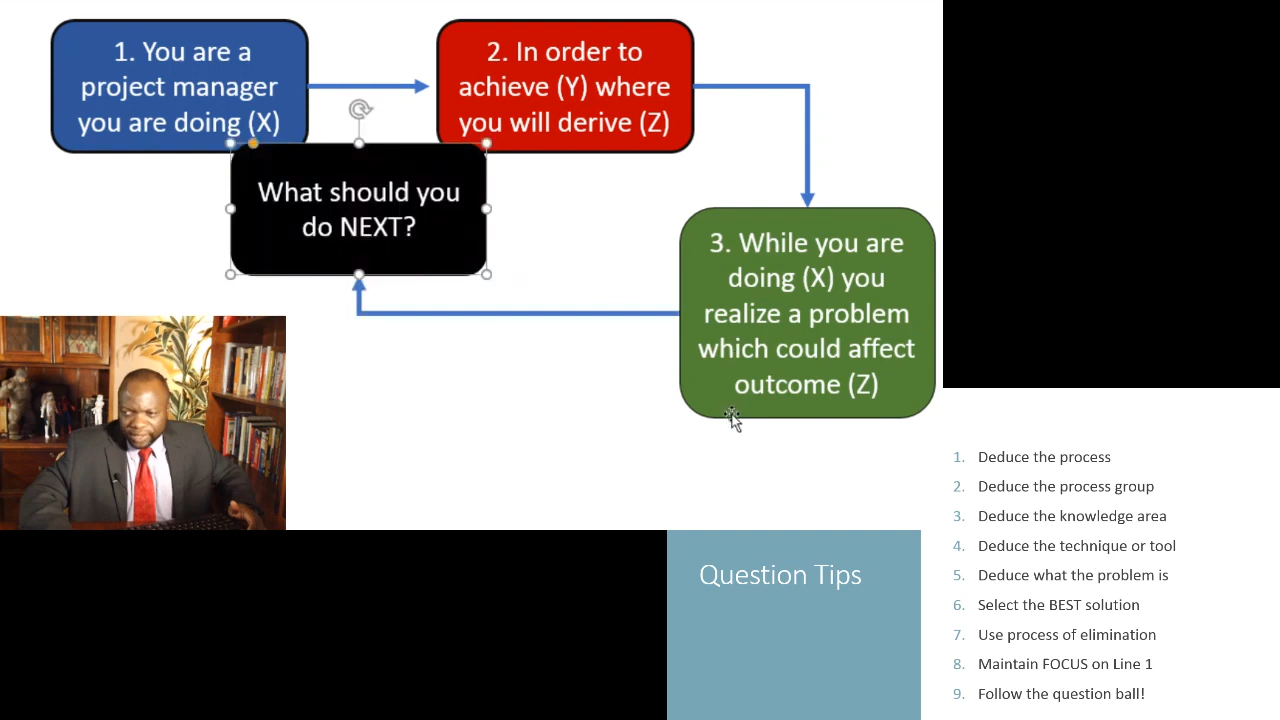 1. You are a
project manager
you are doing (X)
2. In order to
achieve (Y) where
you will derive (Z)
What should you
do NEXT?
3. While you are
doing (X) you
realize a problem
which could affect
outcome (Z)
Question Tips
1. Deduce the process
2. Deduce the process group
3. Deduce the knowledge area
4. Deduce the technique or tool
5. Deduce what the problem is
6. Select the BEST solution
7. Use process of elimination
8. Maintain FOCUS on Line 1
9. Follow the question ball!